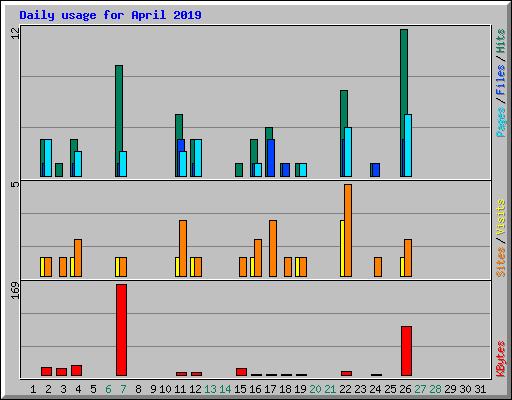 Daily usage for April 2019
12
Pages / Files / Hits
5
Sites / Visits
169
KBytes
1 2 3 4 5 6 7 8 9 10 11 12 13 14 15 16 17 18 19 20 21 22 23 24 25 26 27 28 29 30 31